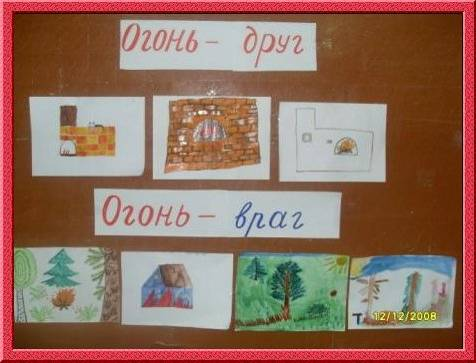 Огонь – друг
Огонь – враг
12/12/2008